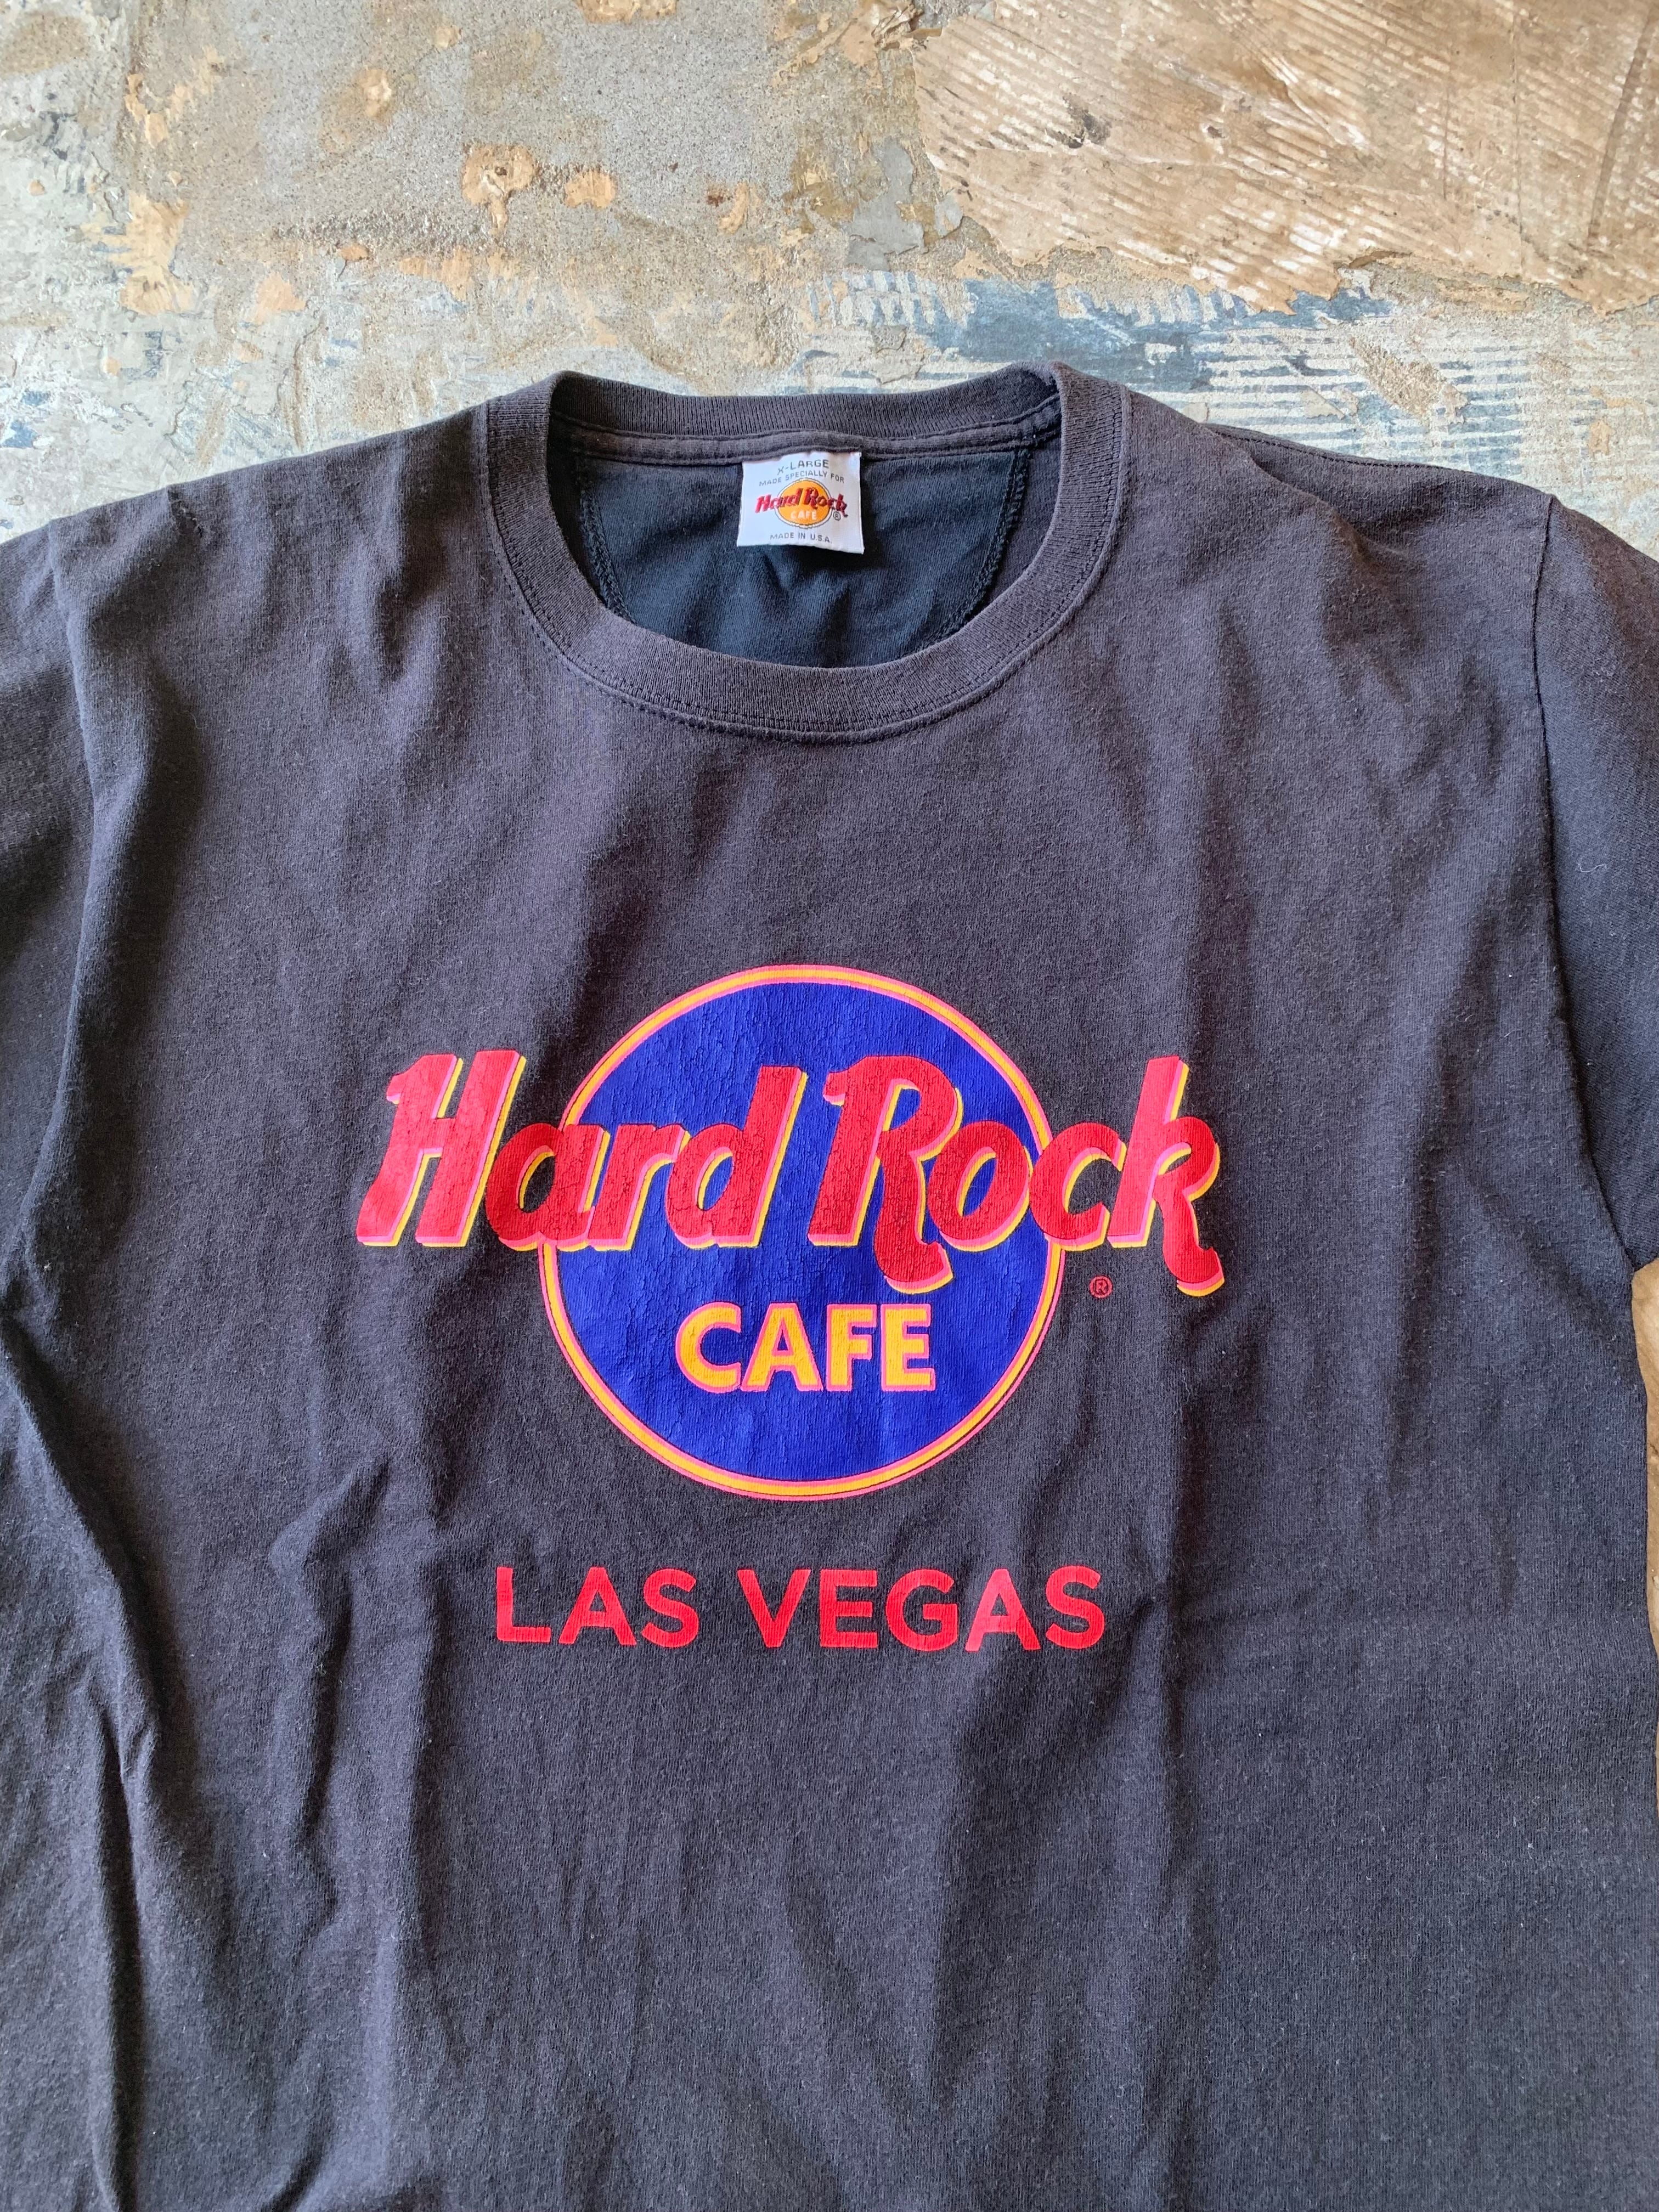 X-LARGE
MADE SPECIALLY FOR
Hard Rock
CAFE
®
MADE IN U.S.A.
Hard Rock
CAFE
®
LAS VEGAS